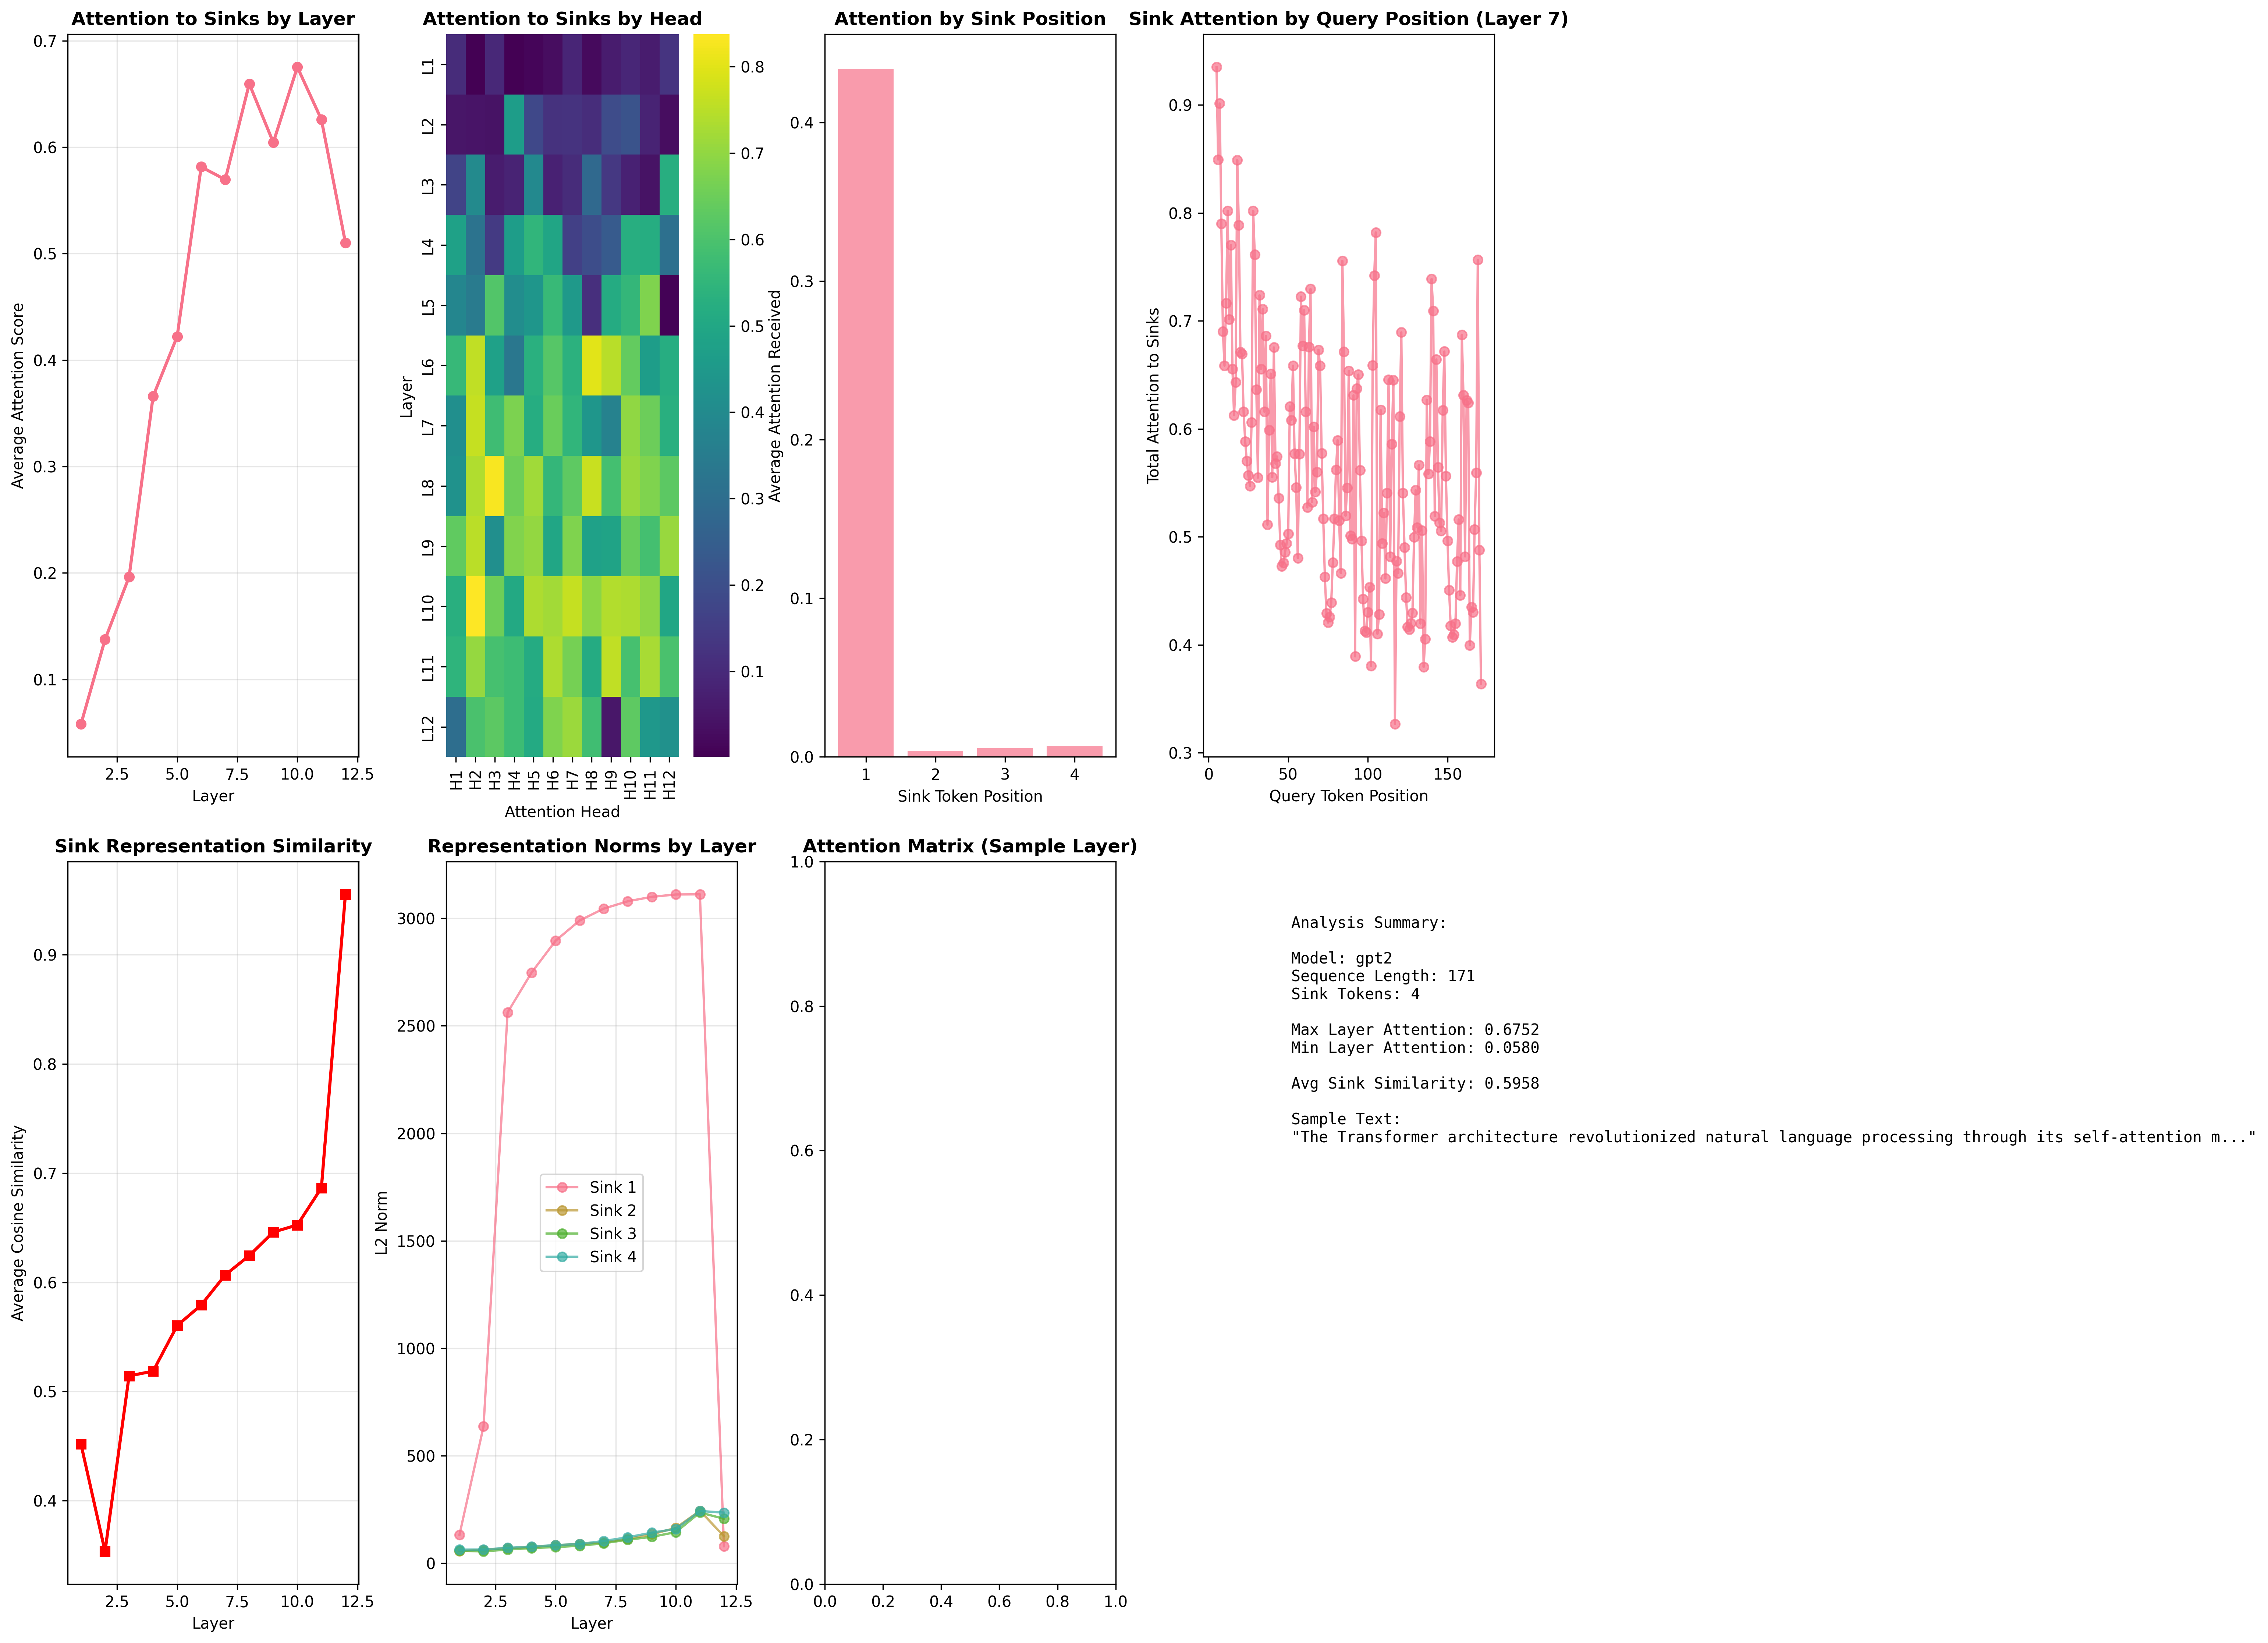 Attention to Sinks by Layer
0.7
0.6
0.5
0.4
0.3
0.2
0.1
Average Attention Score
2.5 5.0 7.5 10.0 12.5
Layer
Attention to Sinks by Head
L1
L2
L3
L4
L5
L6
L7
L8
L9
L10
L11
L12
Layer
H1 H2 H3 H4 H5 H6 H7 H8 H9 H10 H11 H12
Attention Head
0.8
0.7
0.6
0.5
0.4
0.3
0.2
0.1
Attention by Sink Position
Average Attention Received
0.4
0.3
0.2
0.1
0.0
1 2 3 4
Sink Token Position
Sink Attention by Query Position (Layer 7)
Total Attention to Sinks
0.9
0.8
0.7
0.6
0.5
0.4
0.3
0 50 100 150
Query Token Position
Sink Representation Similarity
Average Cosine Similarity
0.9
0.8
0.7
0.6
0.5
0.4
2.5 5.0 7.5 10.0 12.5
Layer
Representation Norms by Layer
L2 Norm
3000
2500
2000
1500
1000
500
0
Sink 1
Sink 2
Sink 3
Sink 4
2.5 5.0 7.5 10.0 12.5
Layer
Attention Matrix (Sample Layer)
1.0
0.8
0.6
0.4
0.2
0.0
0.0 0.2 0.4 0.6 0.8 1.0
Analysis Summary:
Model: gpt2
Sequence Length: 171
Sink Tokens: 4
Max Layer Attention: 0.6752
Min Layer Attention: 0.0580
Avg Sink Similarity: 0.5958
Sample Text:
"The Transformer architecture revolutionized natural language processing through its self-attention m..."